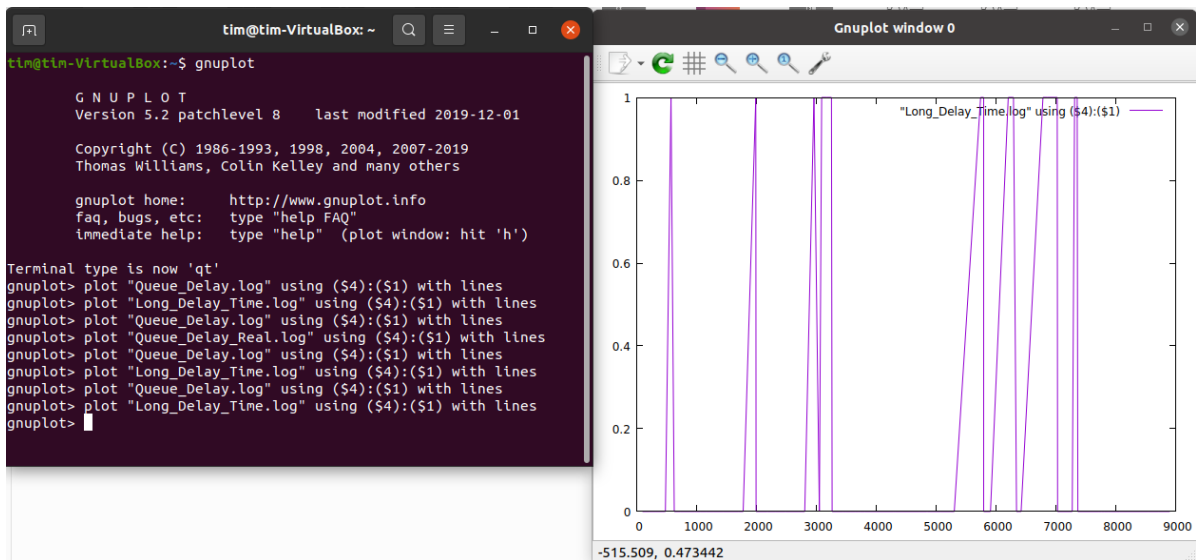 tim@tim-VirtualBox: ~
tim@tim-VirtualBox:~$ gnuplot
G N U P L O T
Version 5.2 patchlevel 8    last modified 2019-12-01
Copyright (C) 1986-1993, 1998, 2004, 2007-2019
Thomas Williams, Colin Kelley and many others
gnuplot home:     http://www.gnuplot.info
faq, bugs, etc:   type "help FAQ"
immediate help:   type "help"  (plot window: hit 'h')
Terminal type is now 'qt'
gnuplot> plot "Queue_Delay.log" using ($4):($1) with lines
gnuplot> plot "Long_Delay_Time.log" using ($4):($1) with lines
gnuplot> plot "Queue_Delay.log" using ($4):($1) with lines
gnuplot> plot "Queue_Delay_Real.log" using ($4):($1) with lines
gnuplot> plot "Queue_Delay.log" using ($4):($1) with lines
gnuplot> plot "Long_Delay_Time.log" using ($4):($1) with lines
gnuplot> plot "Queue_Delay.log" using ($4):($1) with lines
gnuplot> plot "Long_Delay_Time.log" using ($4):($1) with lines
gnuplot>
Gnuplot window 0
"Long_Delay_Time.log" using ($4):($1)
1
0.8
0.6
0.4
0.2
0
0 1000 2000 3000 4000 5000 6000 7000 8000 9000
-515.509, 0.473442